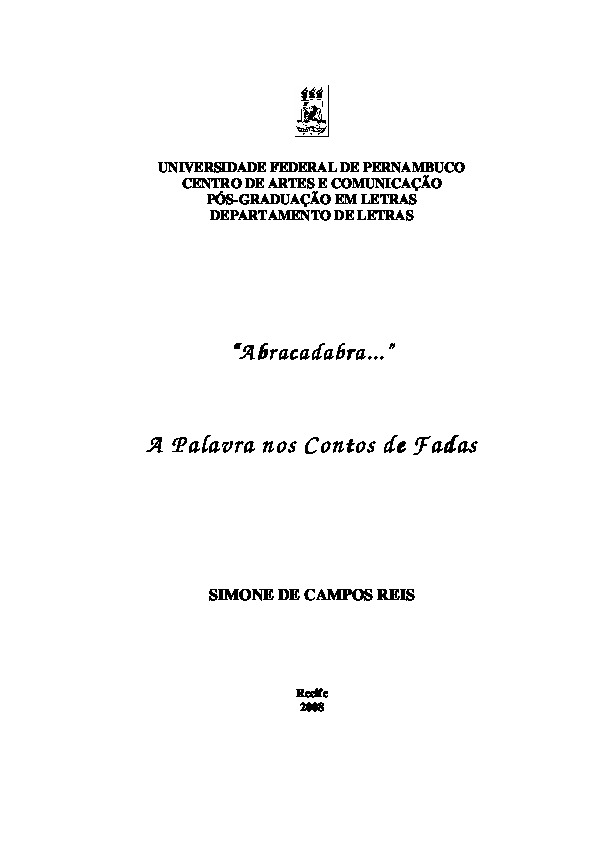 UNIVERSIDADE FEDERAL DE PERNAMBUCO
CENTRO DE ARTES E COMUNICAÇÃO
PÓS-GRADUAÇÃO EM LETRAS
DEPARTAMENTO DE LETRAS
“Abracadabra...”
A Palavra nos Contos de Fadas
SIMONE DE CAMPOS REIS
Recife
2008